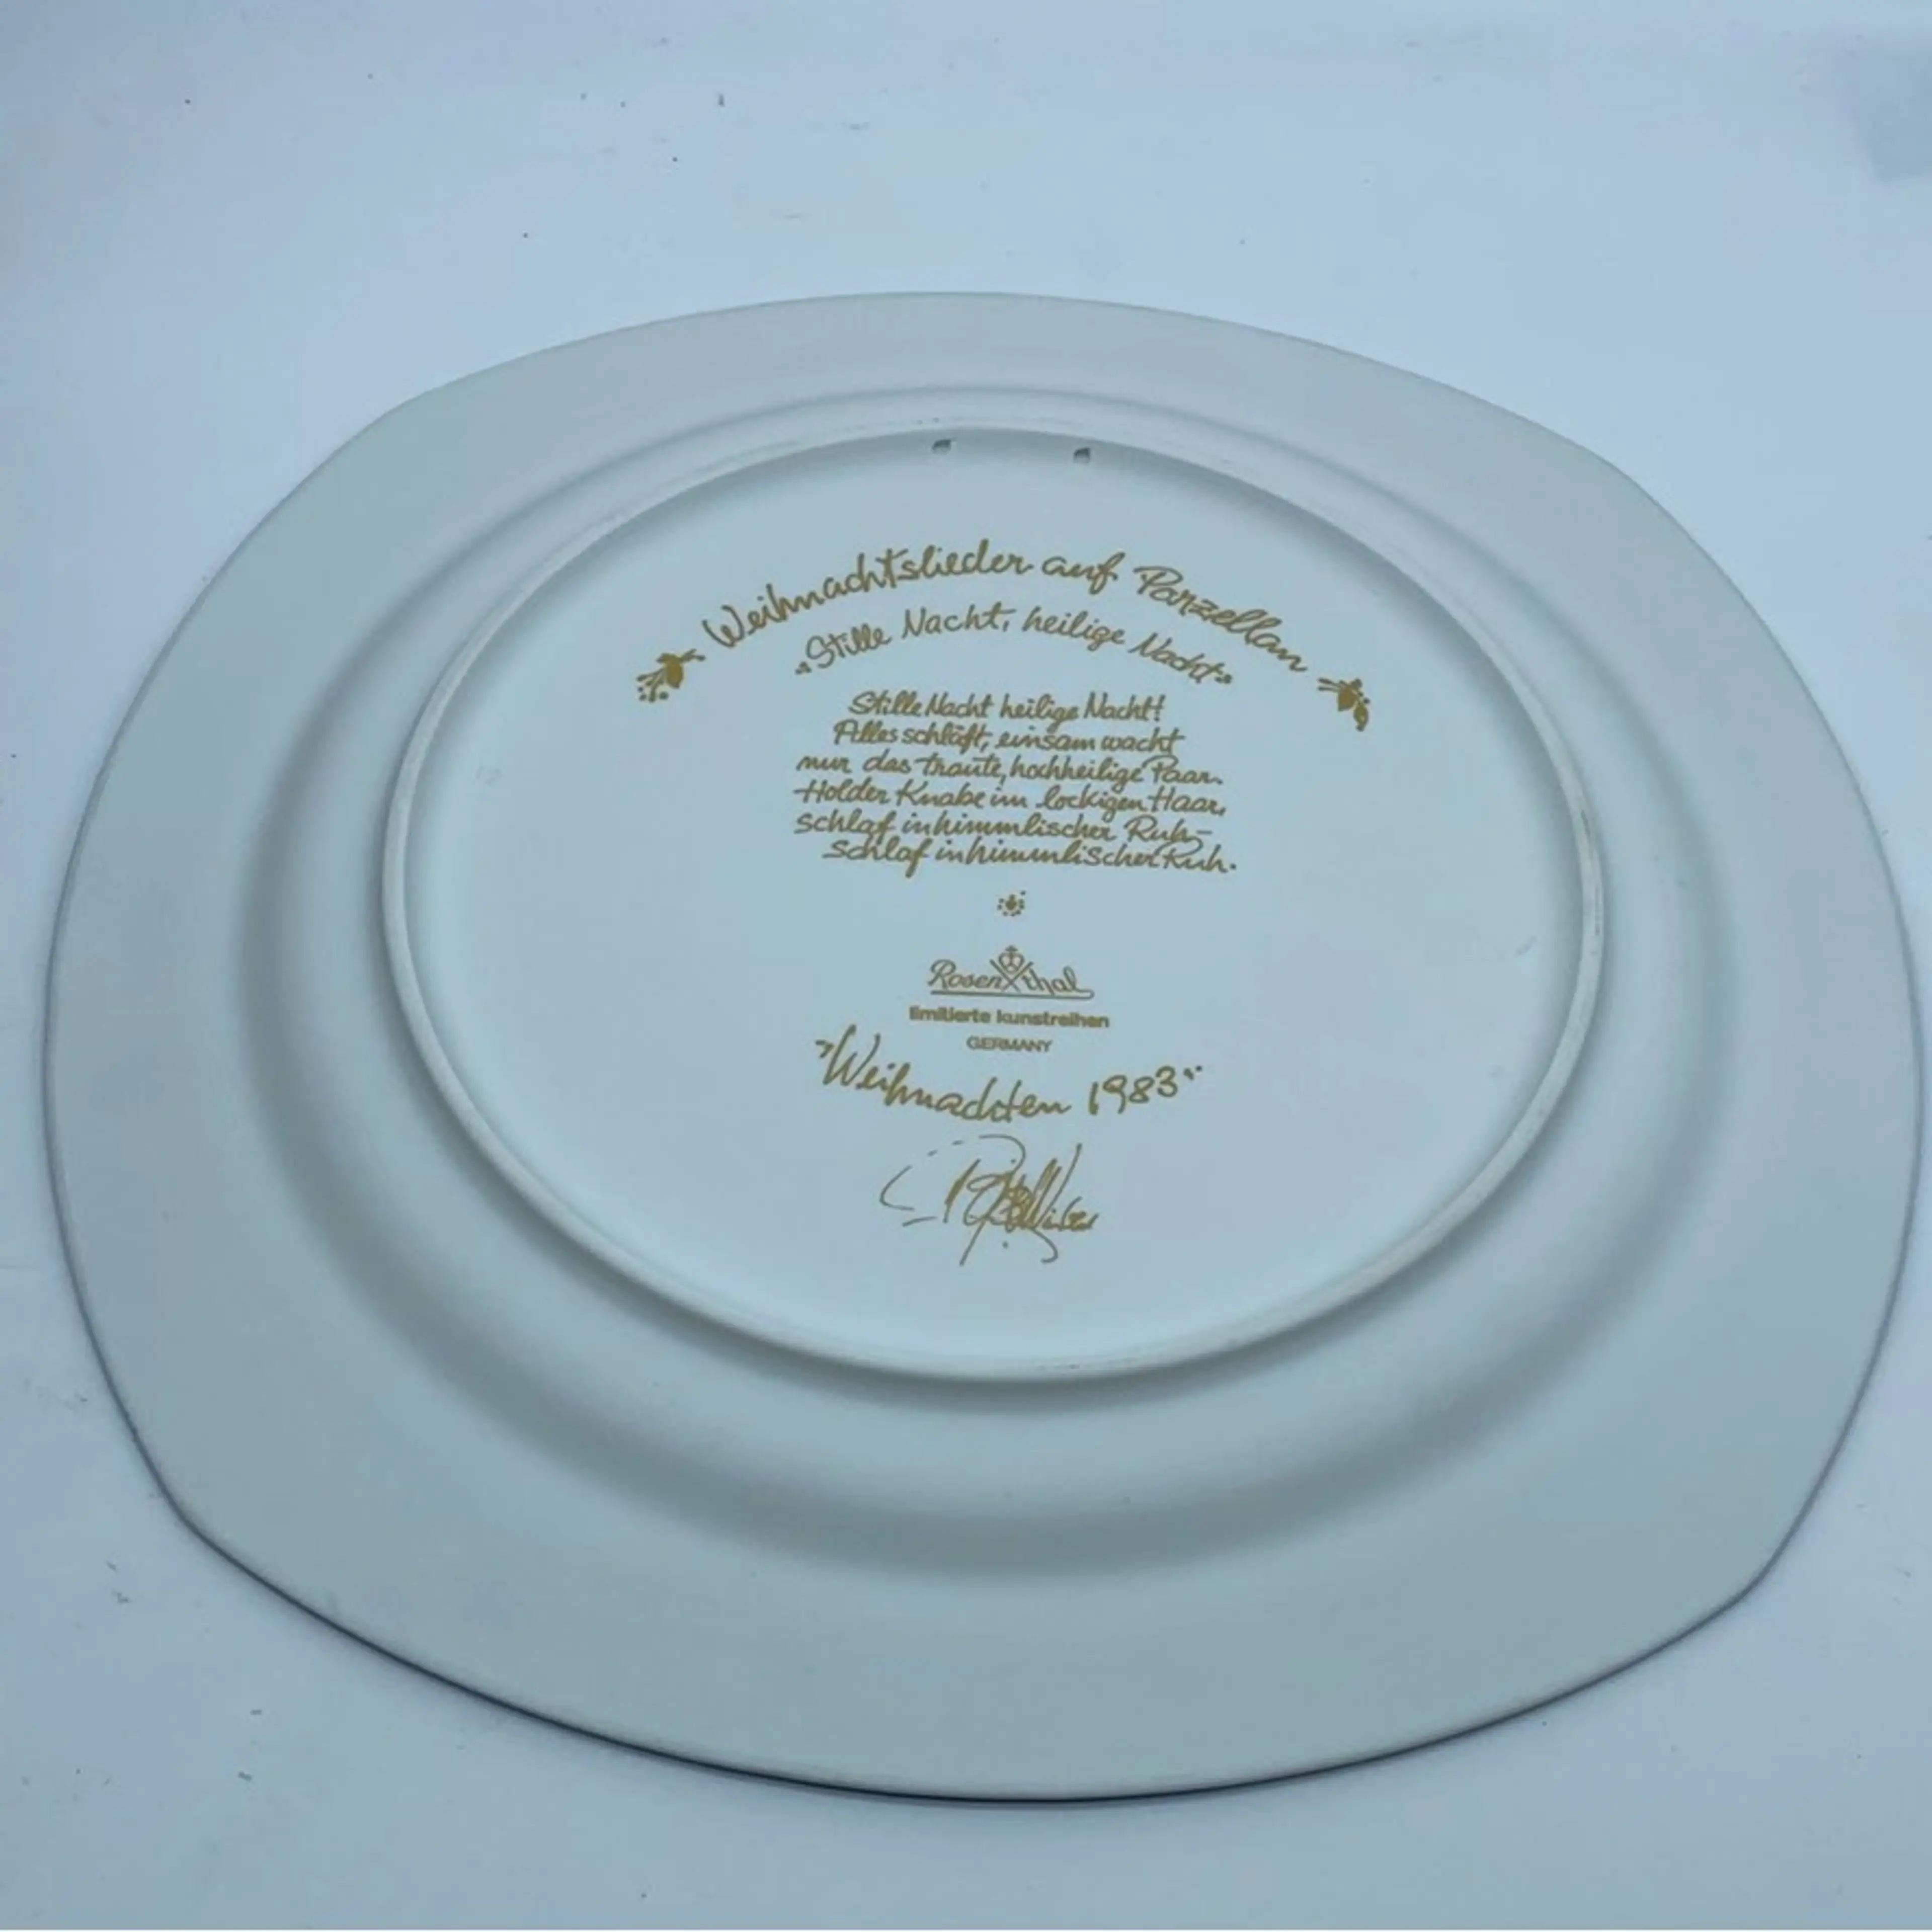 Weihnachtslieder auf Porzellan
„Stille Nacht, heilige Nacht"
Stille Nacht heilige Nacht!
Alles schläft, einsam wacht
nur das traute, hochheilige Paar.
Holder Knabe im lockigen Haar,
schlaf in himmlischer Ruh-
schlaf in himmlischer Ruh.
Rosenthal
limitierte kunstreihen
GERMANY
"Weihnachten 1983"